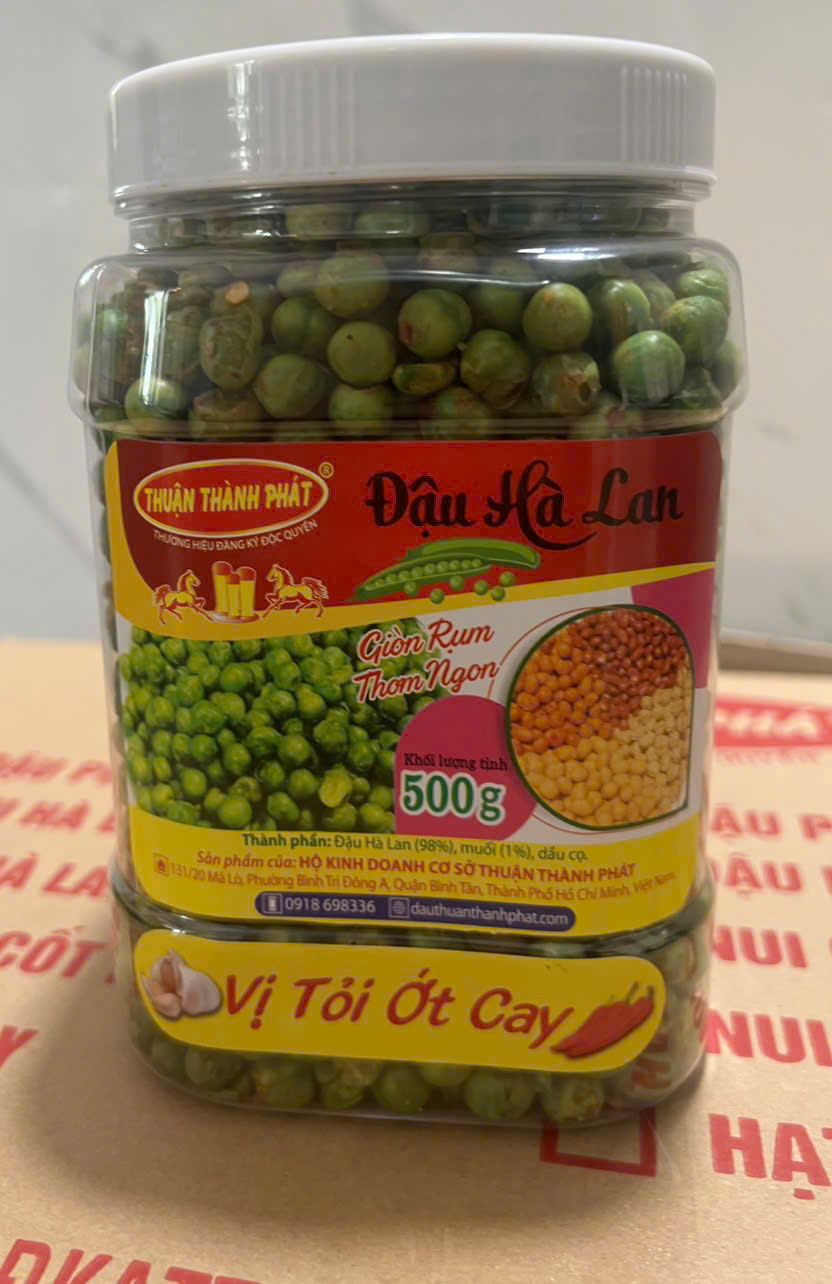 THUẬN THÀNH PHÁT ®
THƯƠNG HIỆU ĐĂNG KÝ ĐỘC QUYỀN
Đậu Hà Lan
Giòn Rụm
Thơm Ngon
Khối lượng tịnh
500g
Thành phần: Đậu Hà Lan (98%), muối (1%), dầu cọ.
Sản phẩm của: HỘ KINH DOANH CƠ SỞ THUẬN THÀNH PHÁT
131/20 Mã Lò, Phường Bình Trị Đông A, Quận Bình Tân, Thành Phố Hồ Chí Minh, Việt Nam.
0918 698336 dauthuanthanhphat.com
Vị Tỏi Ớt Cay
NUI
NUI